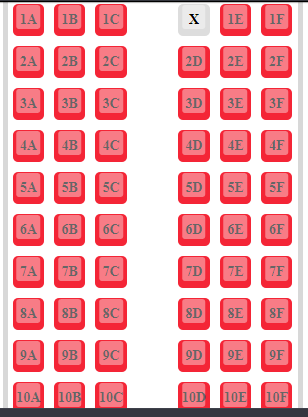 1A 1B 1C X 1E 1F
2A 2B 2C 2D 2E 2F
3A 3B 3C 3D 3E 3F
4A 4B 4C 4D 4E 4F
5A 5B 5C 5D 5E 5F
6A 6B 6C 6D 6E 6F
7A 7B 7C 7D 7E 7F
8A 8B 8C 8D 8E 8F
9A 9B 9C 9D 9E 9F
10A 10B 10C 10D 10E 10F